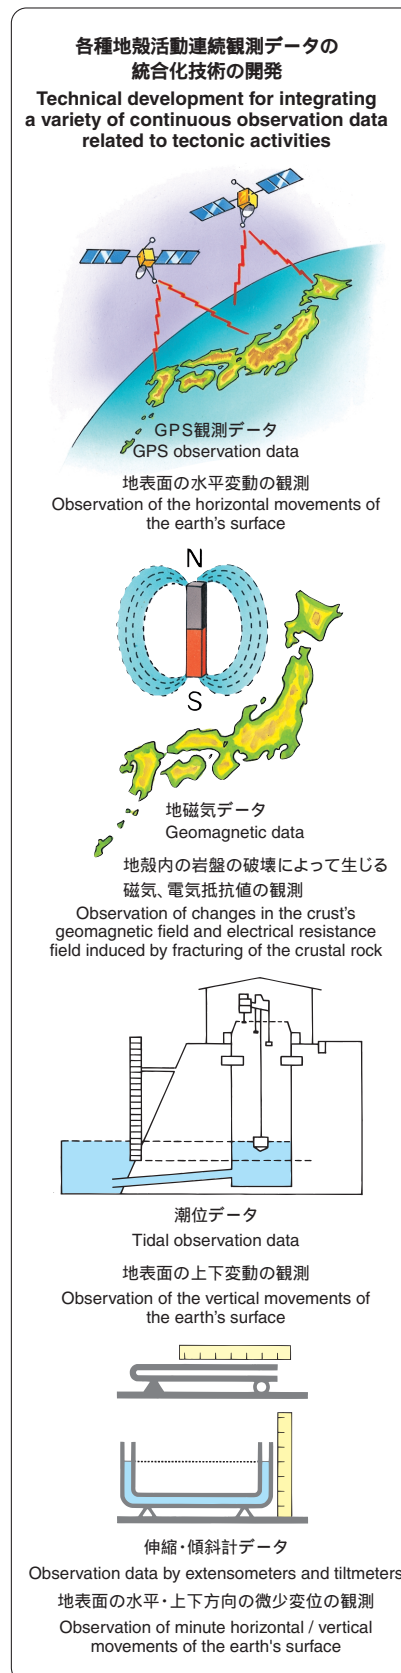 各種地殻活動連続観測データの
統合化技術の開発
Technical development for integrating
a variety of continuous observation data
related to tectonic activities
GPS観測データ
GPS observation data
地表面の水平変動の観測
Observation of the horizontal movements of
the earth's surface
N
S
地磁気データ
Geomagnetic data
地殻内の岩盤の破壊によって生じる
磁気、電気抵抗値の観測
Observation of changes in the crust's
geomagnetic field and electrical resistance
field induced by fracturing of the crustal rock
潮位データ
Tidal observation data
地表面の上下変動の観測
Observation of the vertical movements of
the earth's surface
伸縮・傾斜計データ
Observation data by extensometers and tiltmeters
地表面の水平・上下方向の微少変位の観測
Observation of minute horizontal / vertical
movements of the earth's surface